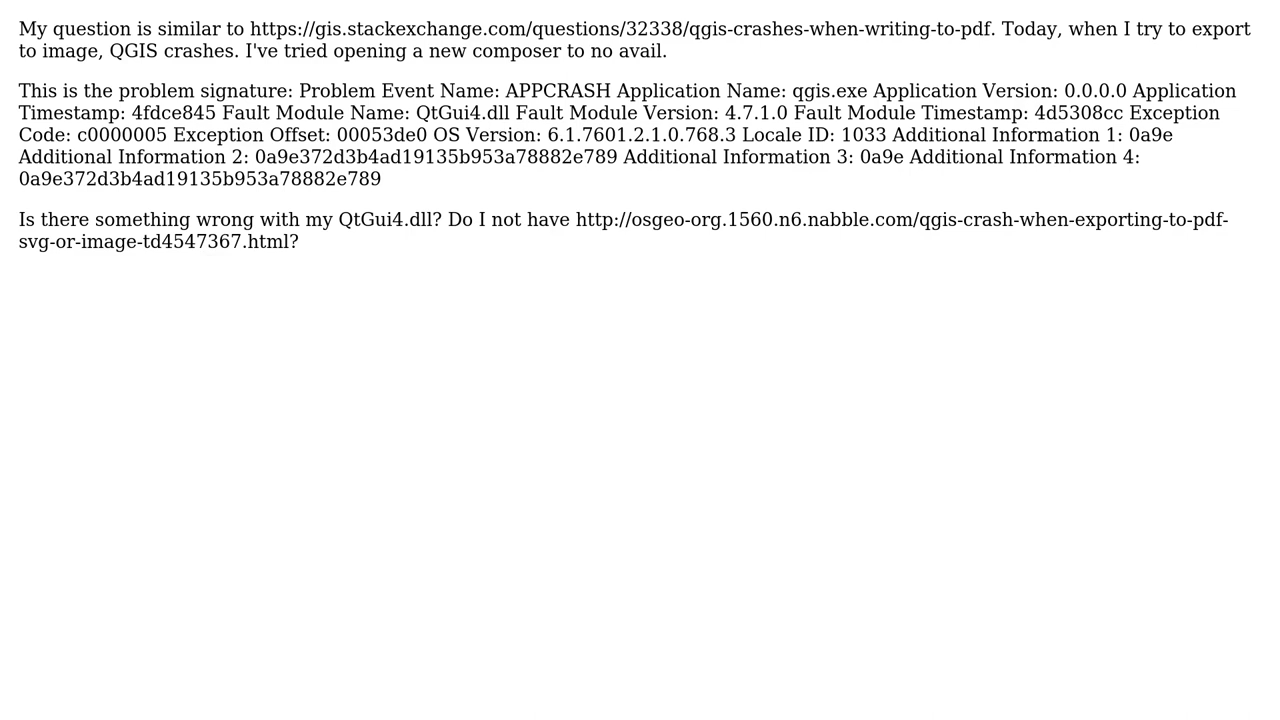 My question is similar to https://gis.stackexchange.com/questions/32338/qgis-crashes-when-writing-to-pdf. Today, when I try to export
to image, QGIS crashes. I've tried opening a new composer to no avail.
This is the problem signature: Problem Event Name: APPCRASH Application Name: qgis.exe Application Version: 0.0.0.0 Application
Timestamp: 4fdce845 Fault Module Name: QtGui4.dll Fault Module Version: 4.7.1.0 Fault Module Timestamp: 4d5308cc Exception
Code: c0000005 Exception Offset: 00053de0 OS Version: 6.1.7601.2.1.0.768.3 Locale ID: 1033 Additional Information 1: 0a9e
Additional Information 2: 0a9e372d3b4ad19135b953a78882e789 Additional Information 3: 0a9e Additional Information 4:
0a9e372d3b4ad19135b953a78882e789
Is there something wrong with my QtGui4.dll? Do I not have http://osgeo-org.1560.n6.nabble.com/qgis-crash-when-exporting-to-pdf-
svg-or-image-td4547367.html?